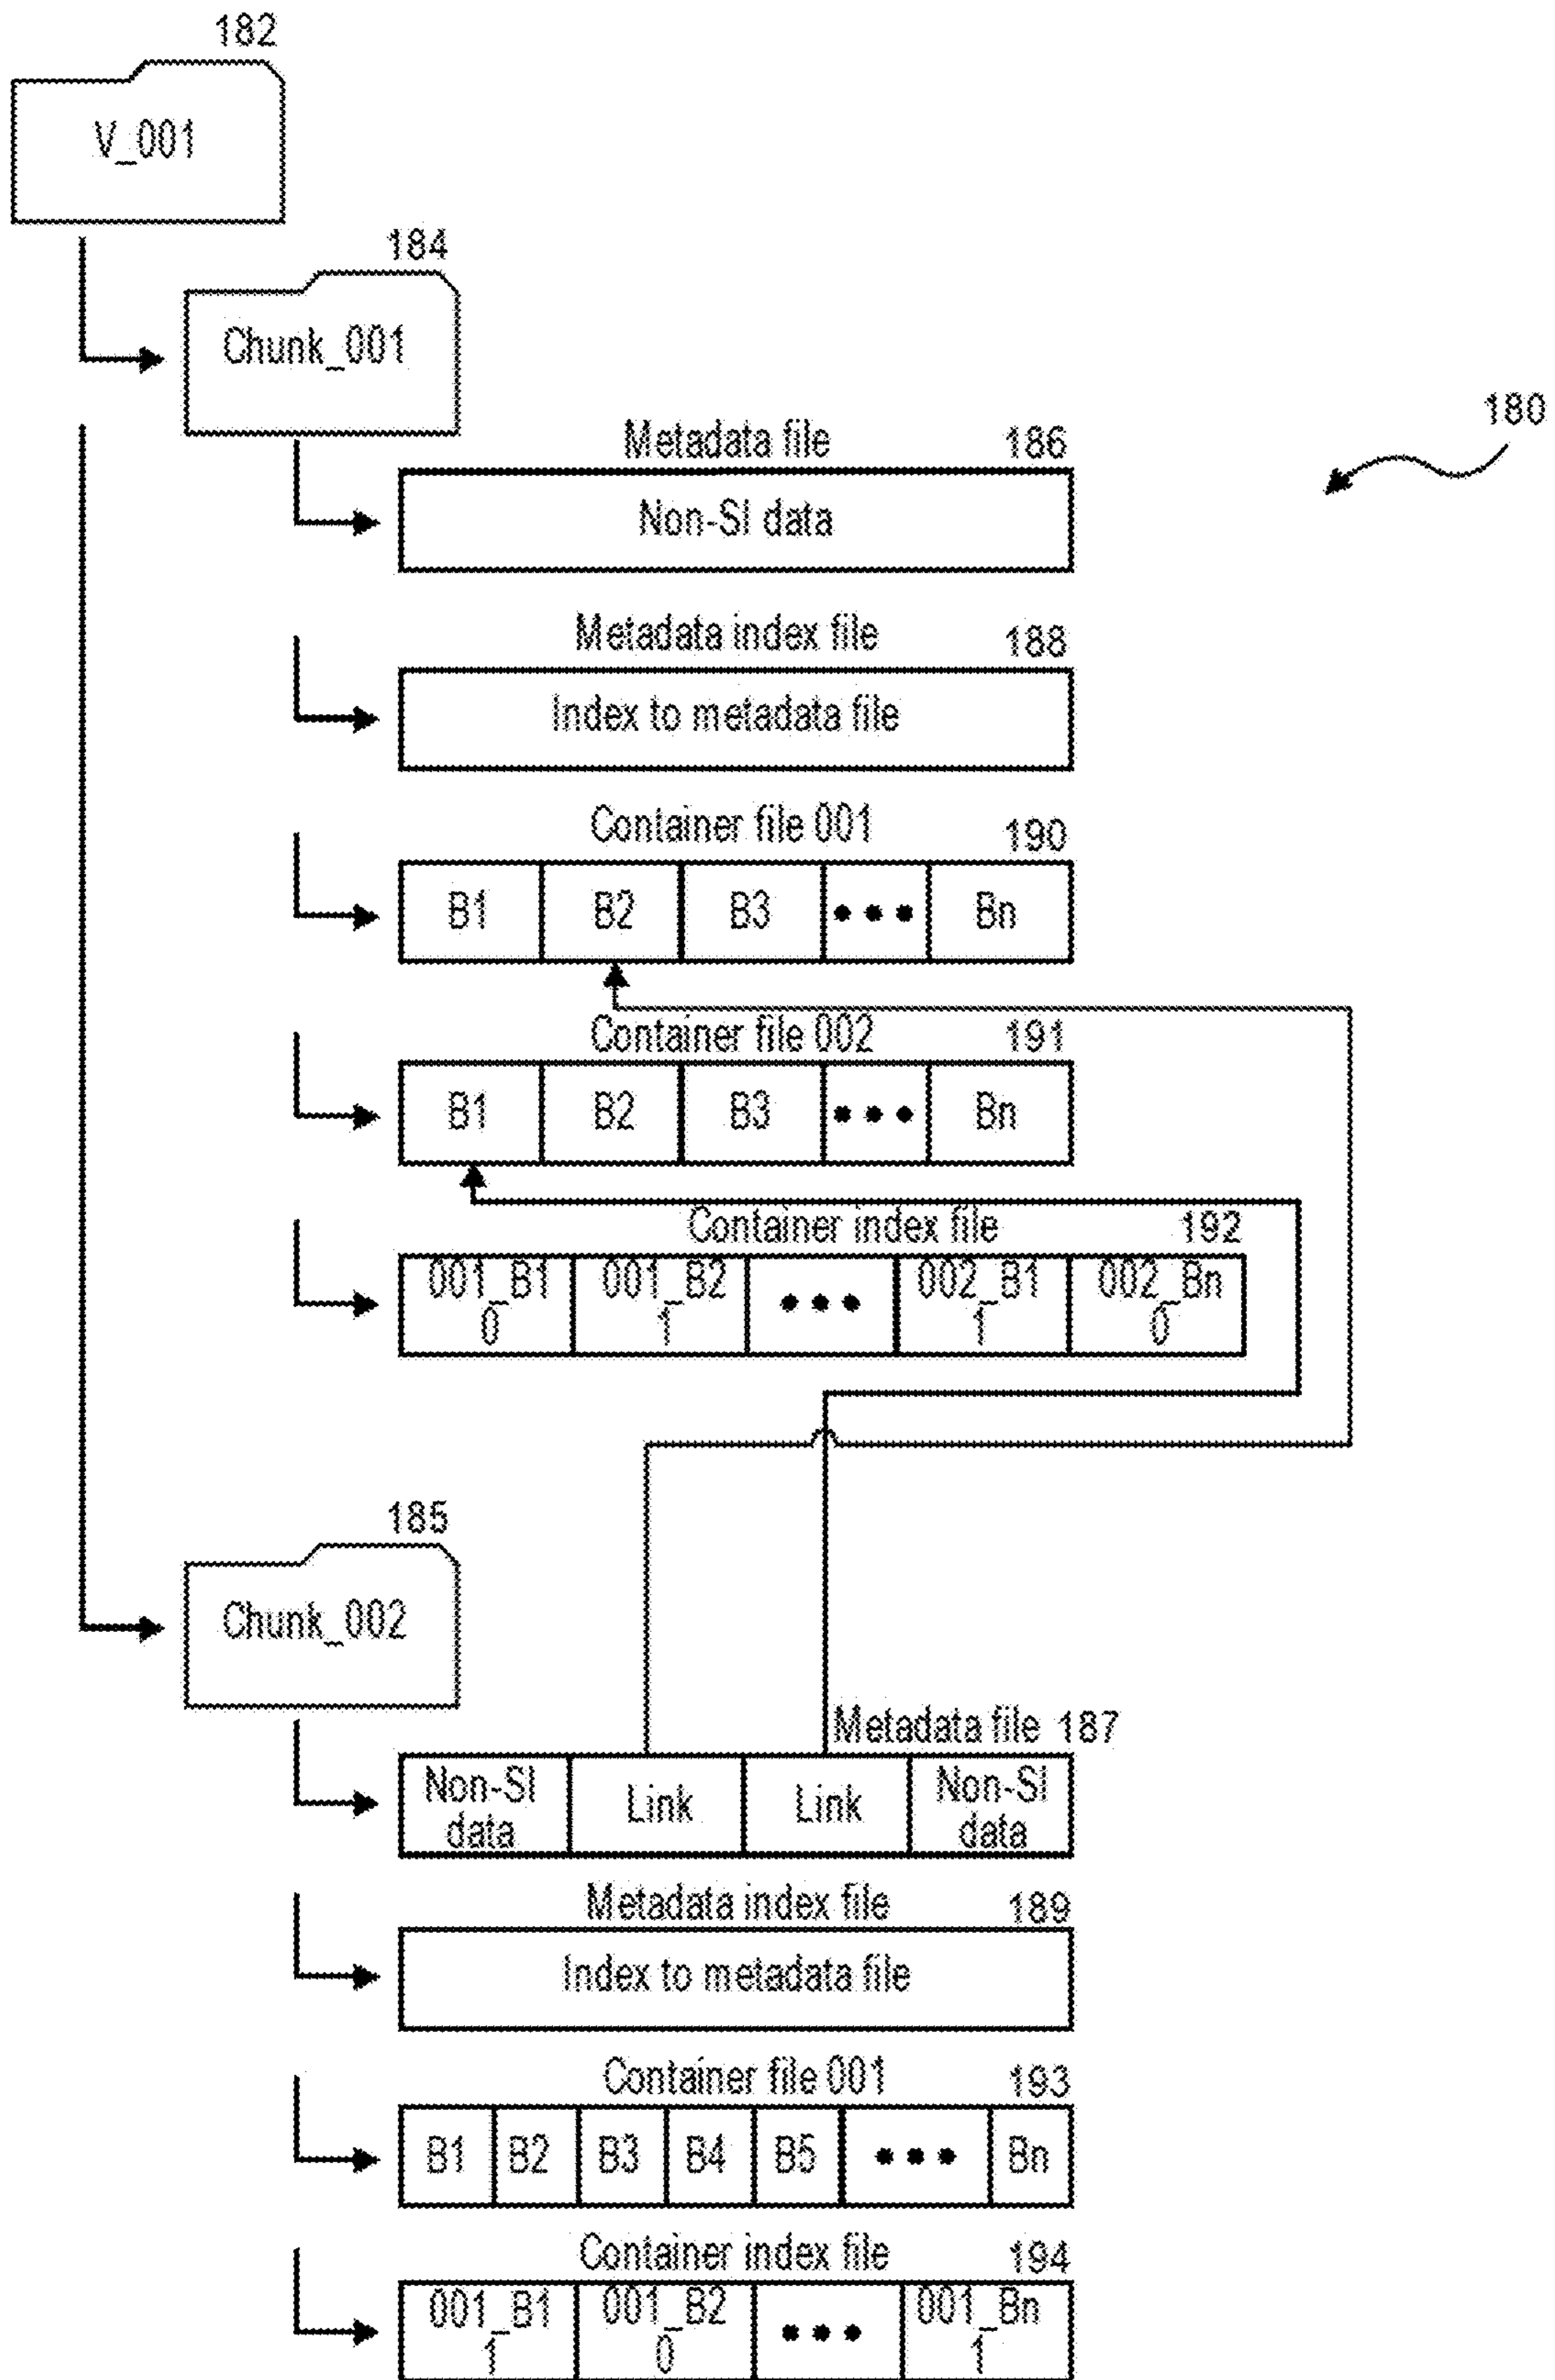 182
V_001
184
Chunk_001
180
Metadata file 186
Non-SI data
Metadata index file 188
Index to metadata file
Container file 001 190
B1 B2 B3 ••• Bn
Container file 002 191
B1 B2 B3 ••• Bn
Container index file 192
001_B1 001_B2 ••• 002_B1 002_Bn
0 1 1 0
185
Chunk_002
Metadata file 187
Non-SI Link Link Non-SI
data data
Metadata index file 189
Index to metadata file
Container file 001 193
B1 B2 B3 B4 B5 ••• Bn
Container index file 194
001_B1 001_B2 ••• 001_Bn
1 0 1